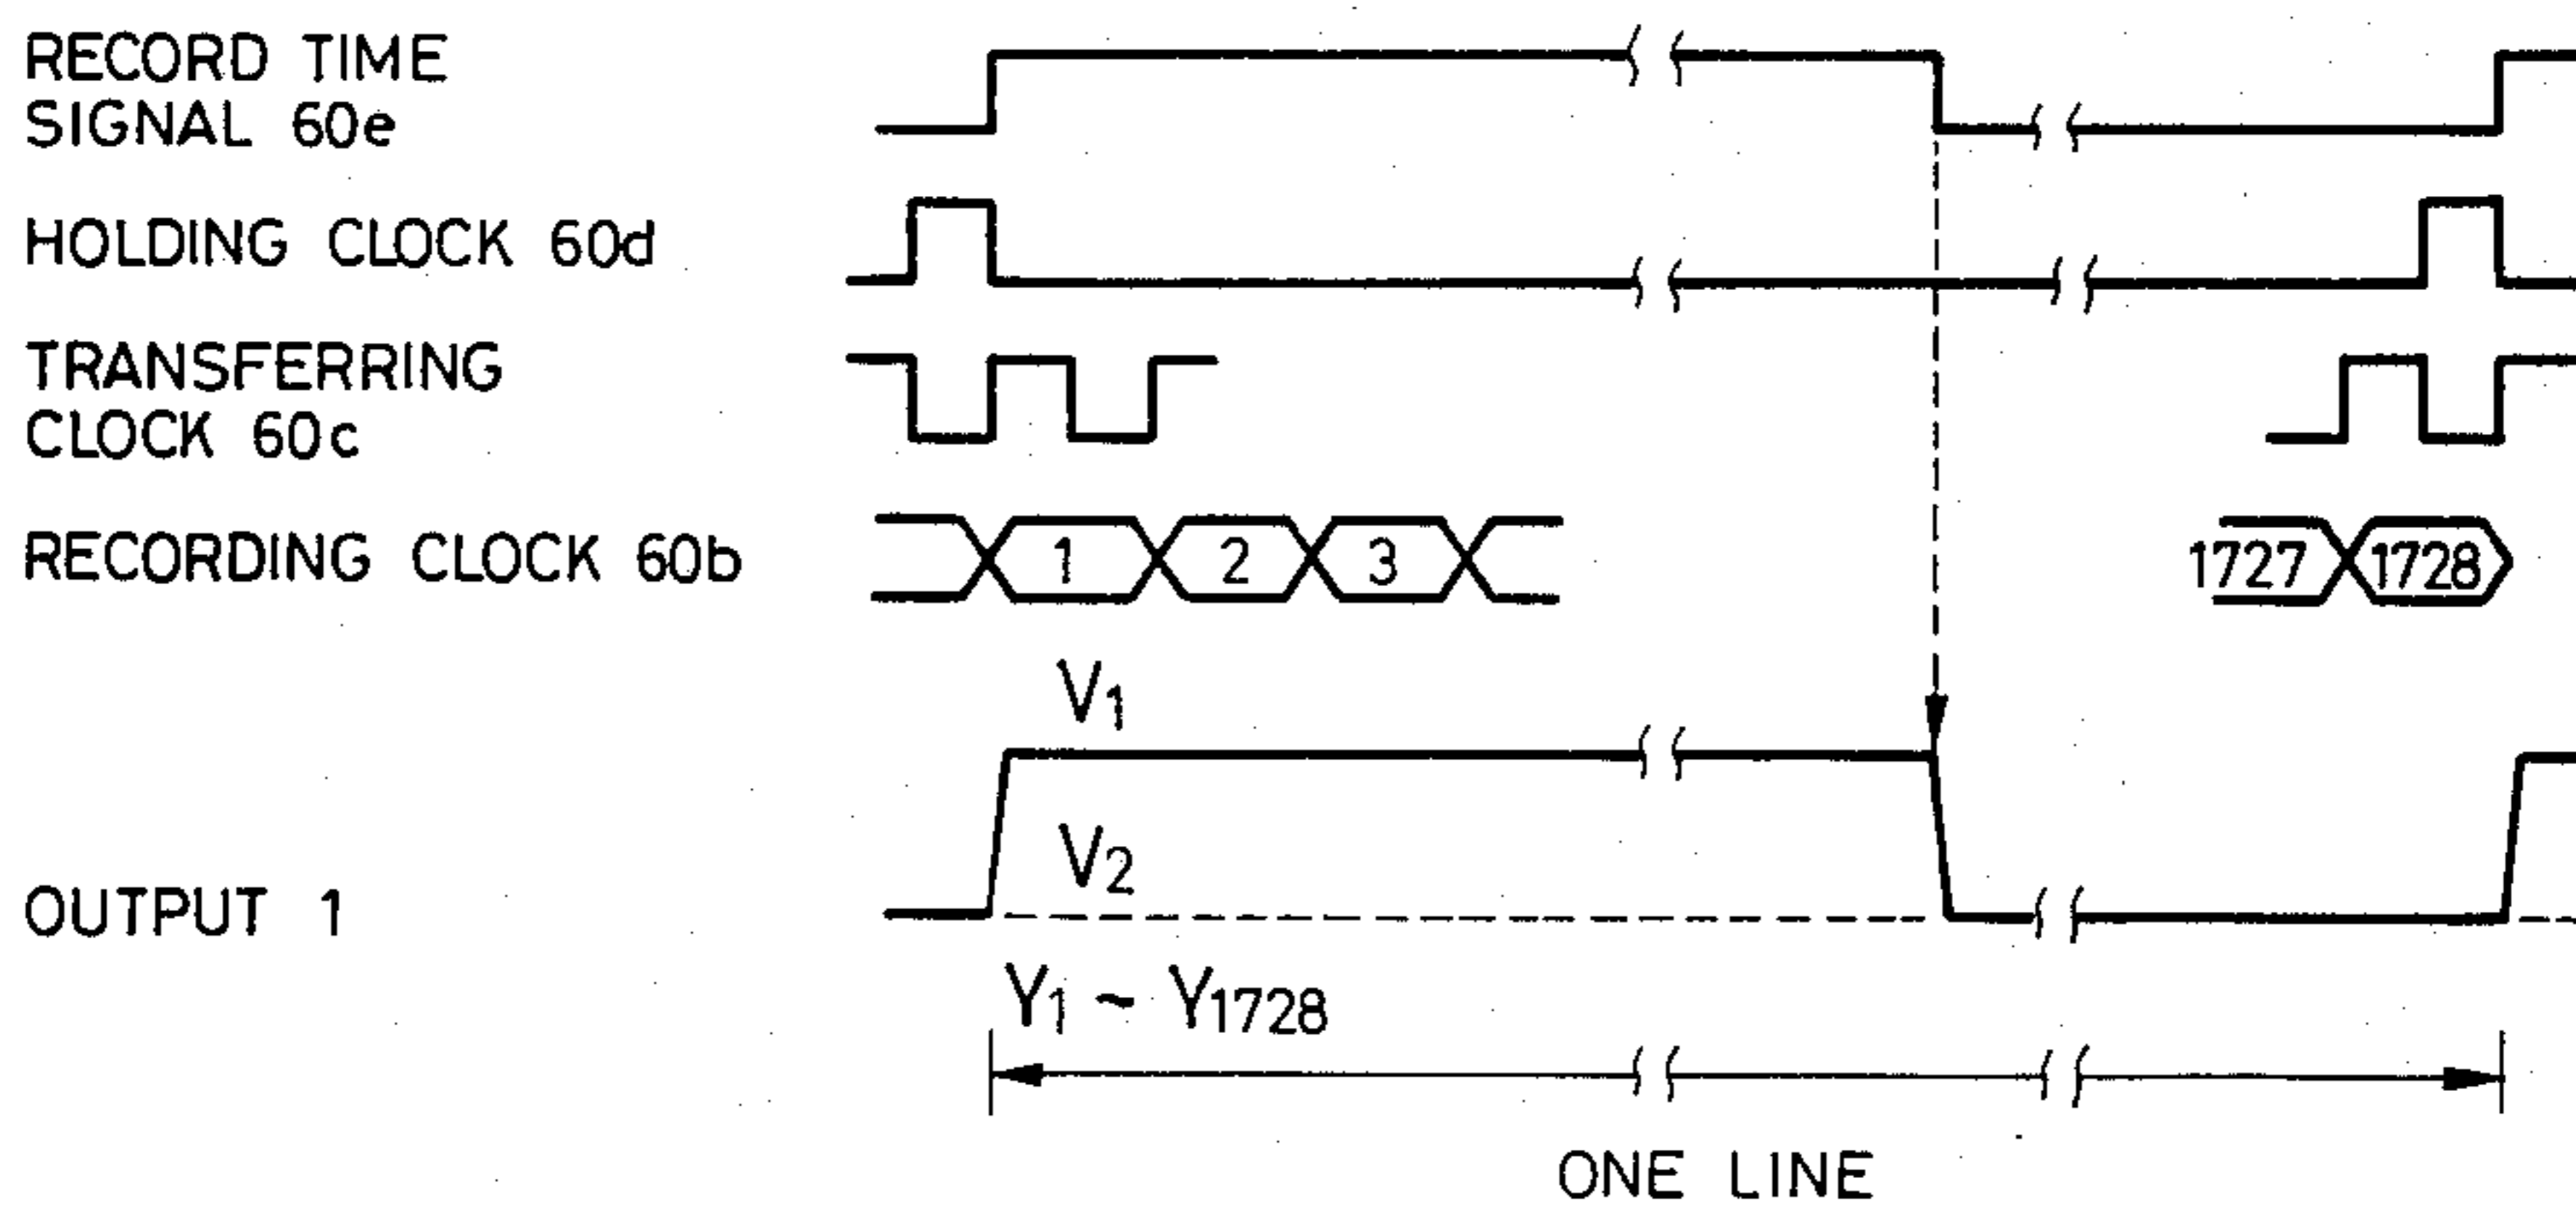 RECORD TIME
SIGNAL 60e
HOLDING CLOCK 60d
TRANSFERRING
CLOCK 60c
RECORDING CLOCK 60b
1 2 3 1727 1728
V1
V2
OUTPUT 1
Y1 ~ Y1728
ONE LINE